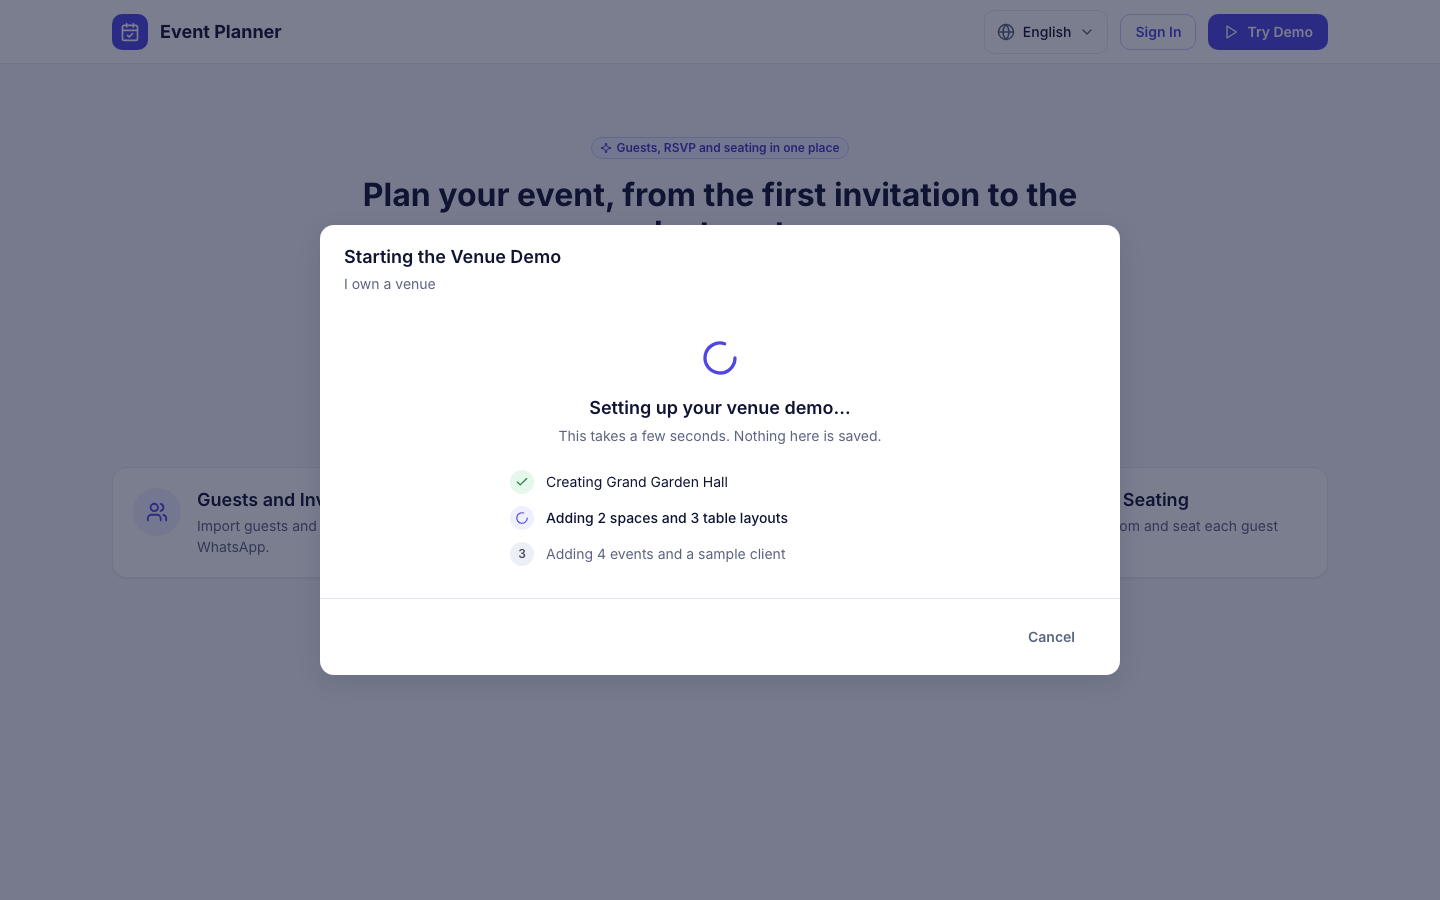 Event Planner
English
Sign In
Try Demo
Guests, RSVP and seating in one place
Plan your event, from the first invitation to the
Starting the Venue Demo
I own a venue
Setting up your venue demo...
This takes a few seconds. Nothing here is saved.
Creating Grand Garden Hall
Adding 2 spaces and 3 table layouts
3 Adding 4 events and a sample client
Guests and
Import guests and
WhatsApp.
Seating
and seat each guest
Cancel